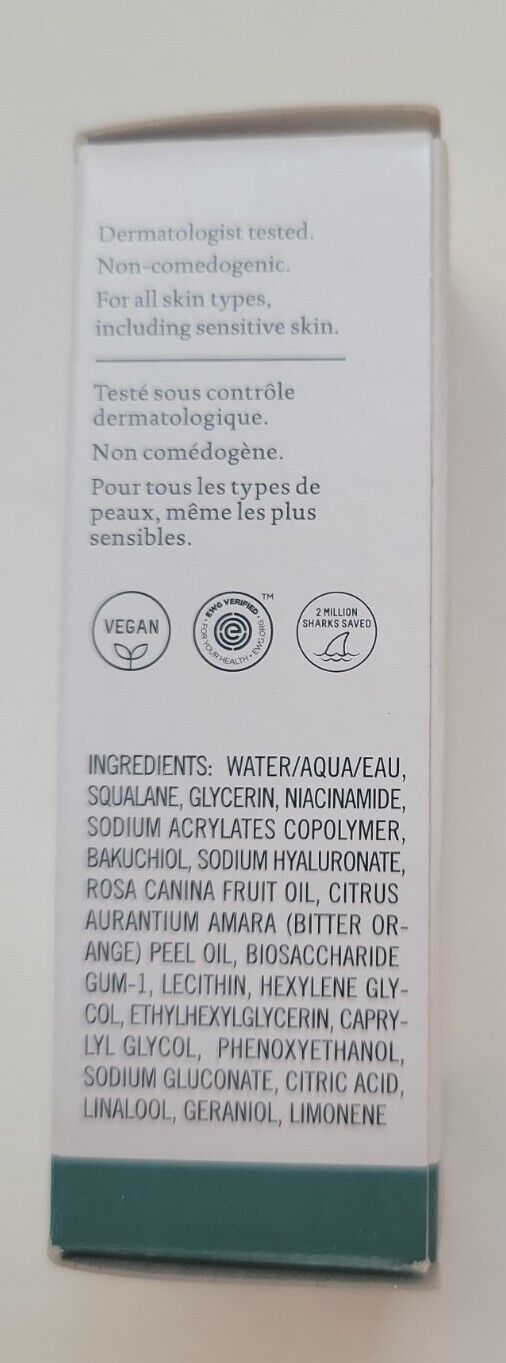 Dermatologist tested.
Non-comedogenic.
For all skin types,
including sensitive skin.
Testé sous contrôle
dermatologique.
Non comédogène.
Pour tous les types de
peaux, même les plus
sensibles.
VEGAN
EWG VERIFIED TM
• FOR YOUR HEALTH • EWG.ORG
2 MILLION
SHARKS SAVED
INGREDIENTS: WATER/AQUA/EAU,
SQUALANE, GLYCERIN, NIACINAMIDE,
SODIUM ACRYLATES COPOLYMER,
BAKUCHIOL, SODIUM HYALURONATE,
ROSA CANINA FRUIT OIL, CITRUS
AURANTIUM AMARA (BITTER OR-
ANGE) PEEL OIL, BIOSACCHARIDE
GUM-1, LECITHIN, HEXYLENE GLY-
COL, ETHYLHEXYLGLYCERIN, CAPRY-
LYL GLYCOL, PHENOXYETHANOL,
SODIUM GLUCONATE, CITRIC ACID,
LINALOOL, GERANIOL, LIMONENE